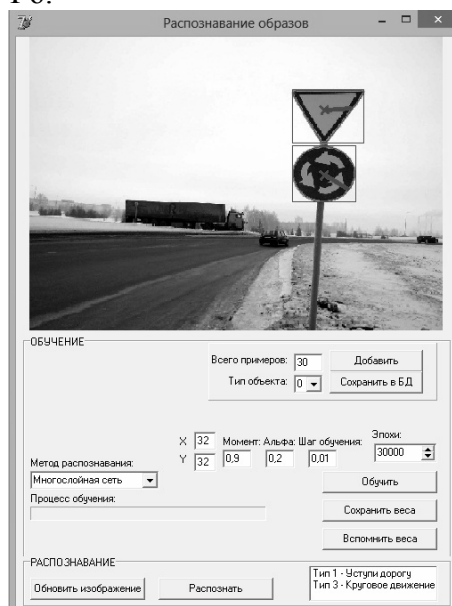 Распознавание образов
ОБУЧЕНИЕ
Всего примеров: 30 Добавить
Тип объекта: 0 Сохранить в БД
X 32 Момент: Альфа: Шаг обучения: Эпохи:
Y 32 0,9 0,2 0,01 30000
Метод распознавания:
Многослойная сеть Обучить
Процесс обучения:
Сохранить веса
Вспомнить веса
РАСПОЗНАВАНИЕ
Обновить изображение Распознать
Тип 1 - Уступи дорогу
Тип 3 - Круговое движение